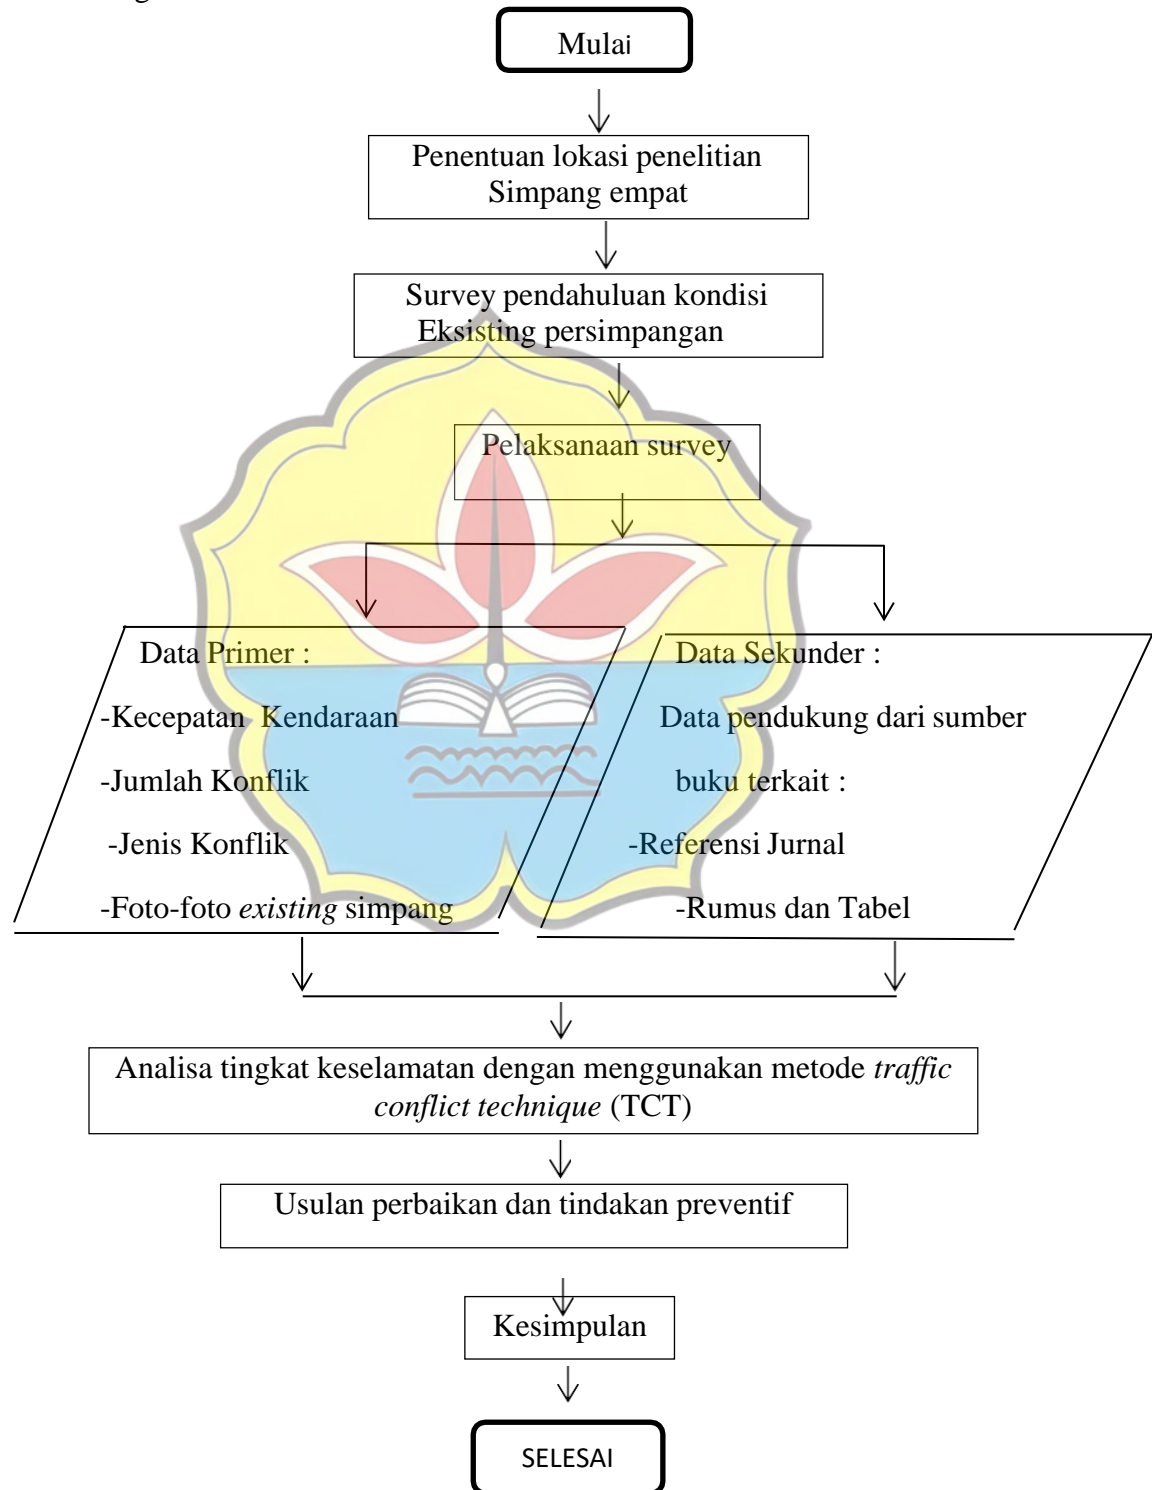 Mulai
Penentuan lokasi penelitian
Simpang empat
Survey pendahuluan kondisi
Eksisting persimpangan
Pelaksanaan survey
Data Primer :
-Kecepatan Kendaraan
-Jumlah Konflik
-Jenis Konflik
-Foto-foto existing simpang
Data Sekunder :
Data pendukung dari sumber
buku terkait :
-Referensi Jurnal
-Rumus dan Tabel
Analisa tingkat keselamatan dengan menggunakan metode traffic
conflict technique (TCT)
Usulan perbaikan dan tindakan preventif
Kesimpulan
SELESAI